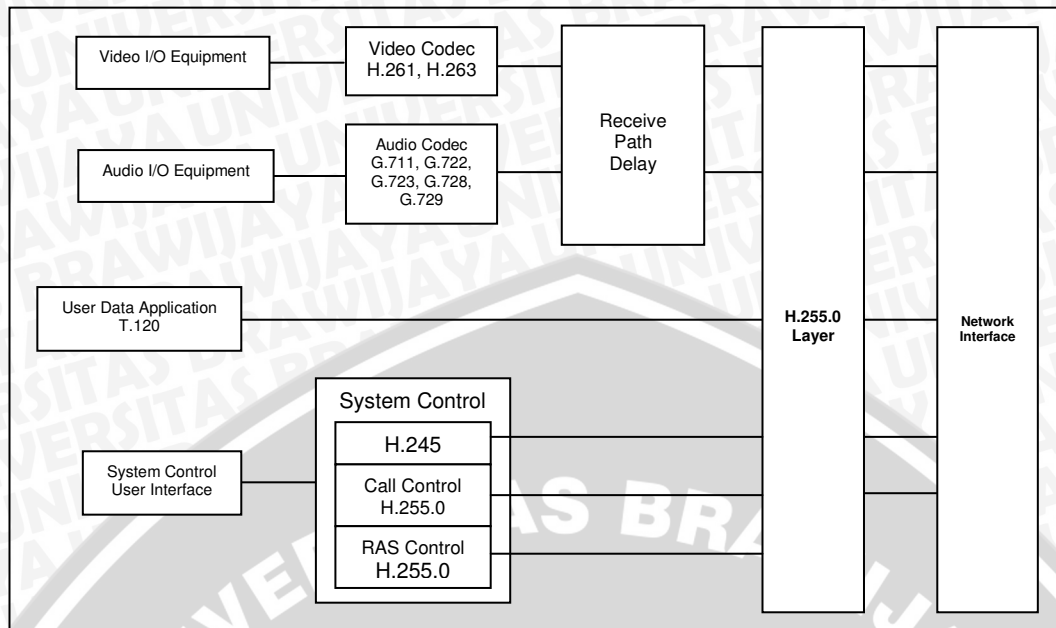 Video I/O Equipment
Video Codec
H.261, H.263
Audio I/O Equipment
Audio Codec
G.711, G.722,
G.723, G.728,
G.729
Receive
Path
Delay
User Data Application
T.120
System Control
User Interface
System Control
H.245
Call Control
H.255.0
RAS Control
H.255.0
H.255.0
Layer
Network
Interface